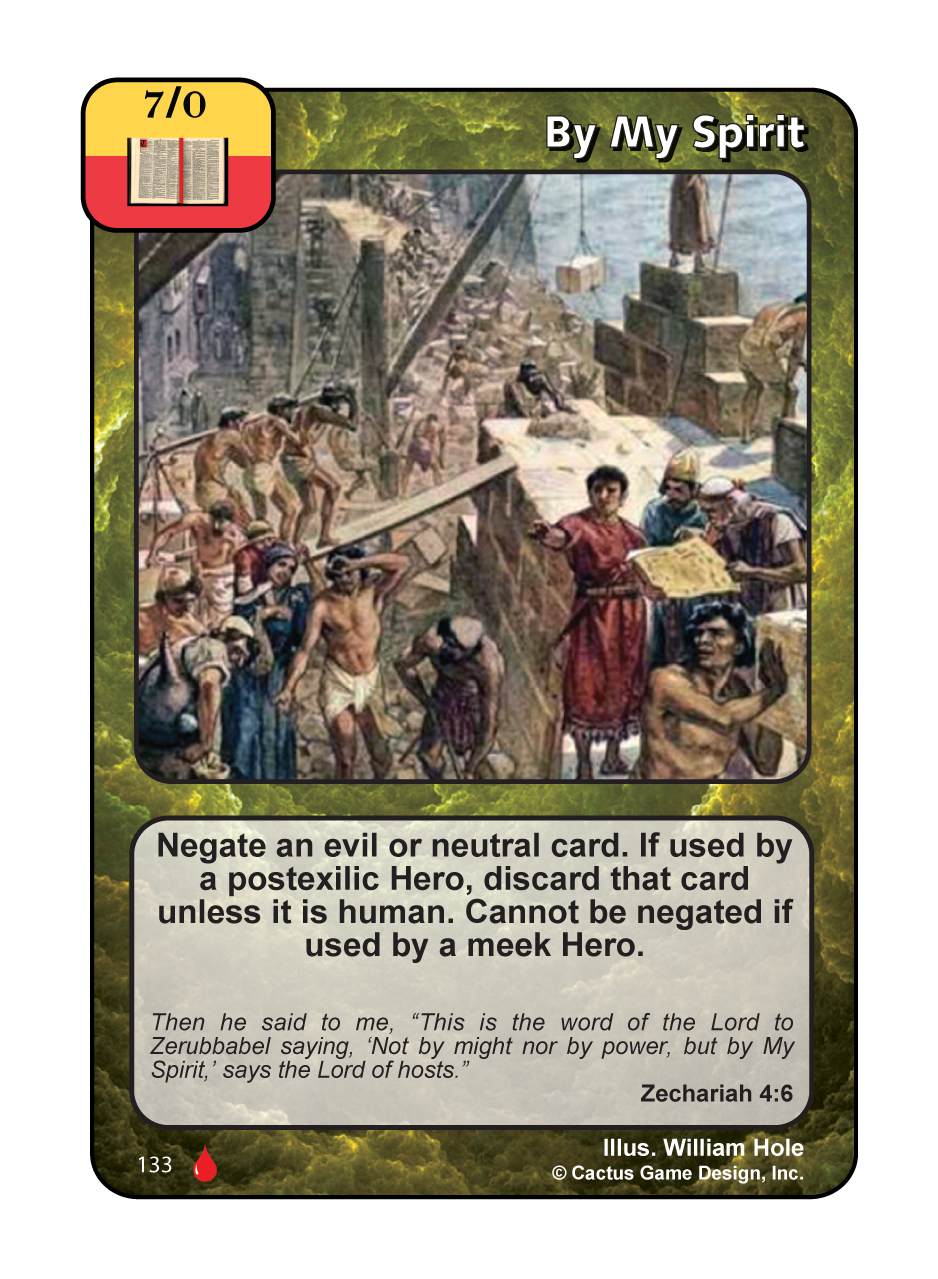 7/0
By My Spirit
Negate an evil or neutral card. If used by
a postexilic Hero, discard that card
unless it is human. Cannot be negated if
used by a meek Hero.
Then he said to me, “This is the word of the Lord to
Zerubbabel saying, ‘Not by might nor by power, but by My
Spirit,’ says the Lord of hosts.”
Zechariah 4:6
Illus. William Hole
133
© Cactus Game Design, Inc.